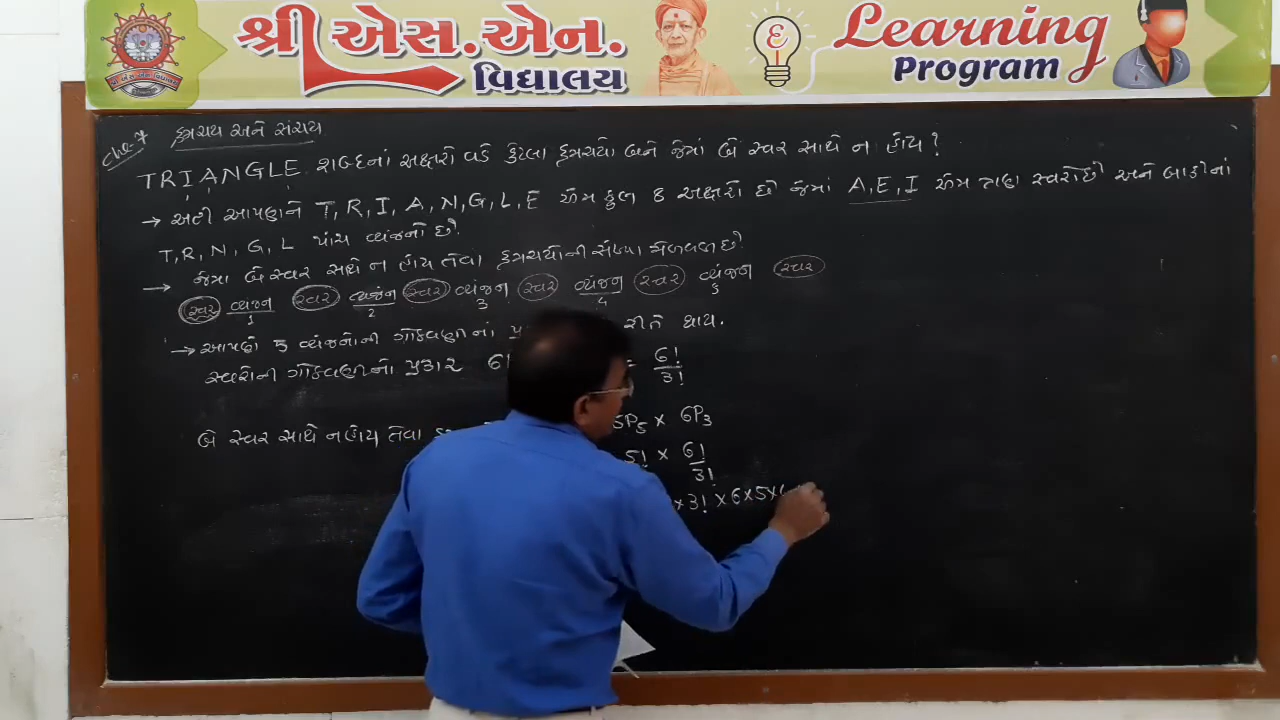 શ્રી એસ.એન.
વિદ્યાલય
Learning
Program
Che-7 ક્રમચય અને સંચય
TRIANGLE શબ્દનાં અક્ષરો વડે કેટલા ક્રમચયો બને જેમાં બે સ્વર સાથે ન હોય?
→ અહી આપણને T, R, I, A, N, G, L, E એમ કુલ 8 અક્ષરો છે જેમાં A, E, I એમ ત્રણ સ્વરો છે અને બાકીનાં
T, R, N, G, L પાંચ વ્યંજનો છે.
→ જેમાં બે સ્વર સાથે ન હોય તેવા ક્રમચયોની સંખ્યા મેળવવા છે
સ્વર વ્યંજન સ્વર વ્યંજન સ્વર વ્યંજન સ્વર વ્યંજન સ્વર વ્યંજન સ્વર
1 2 3 4 5
→ આપણે 5 વ્યંજનોની ગોઠવણીનાં રીતે થાય.
સ્વરોની ગોઠવણીનો પ્રકાર = 6!/3!
બે સ્વર સાથે ન હોય તેવા 5P5 × 6P3
5! × 6!/3!
× 3! × 6 × 5 ×